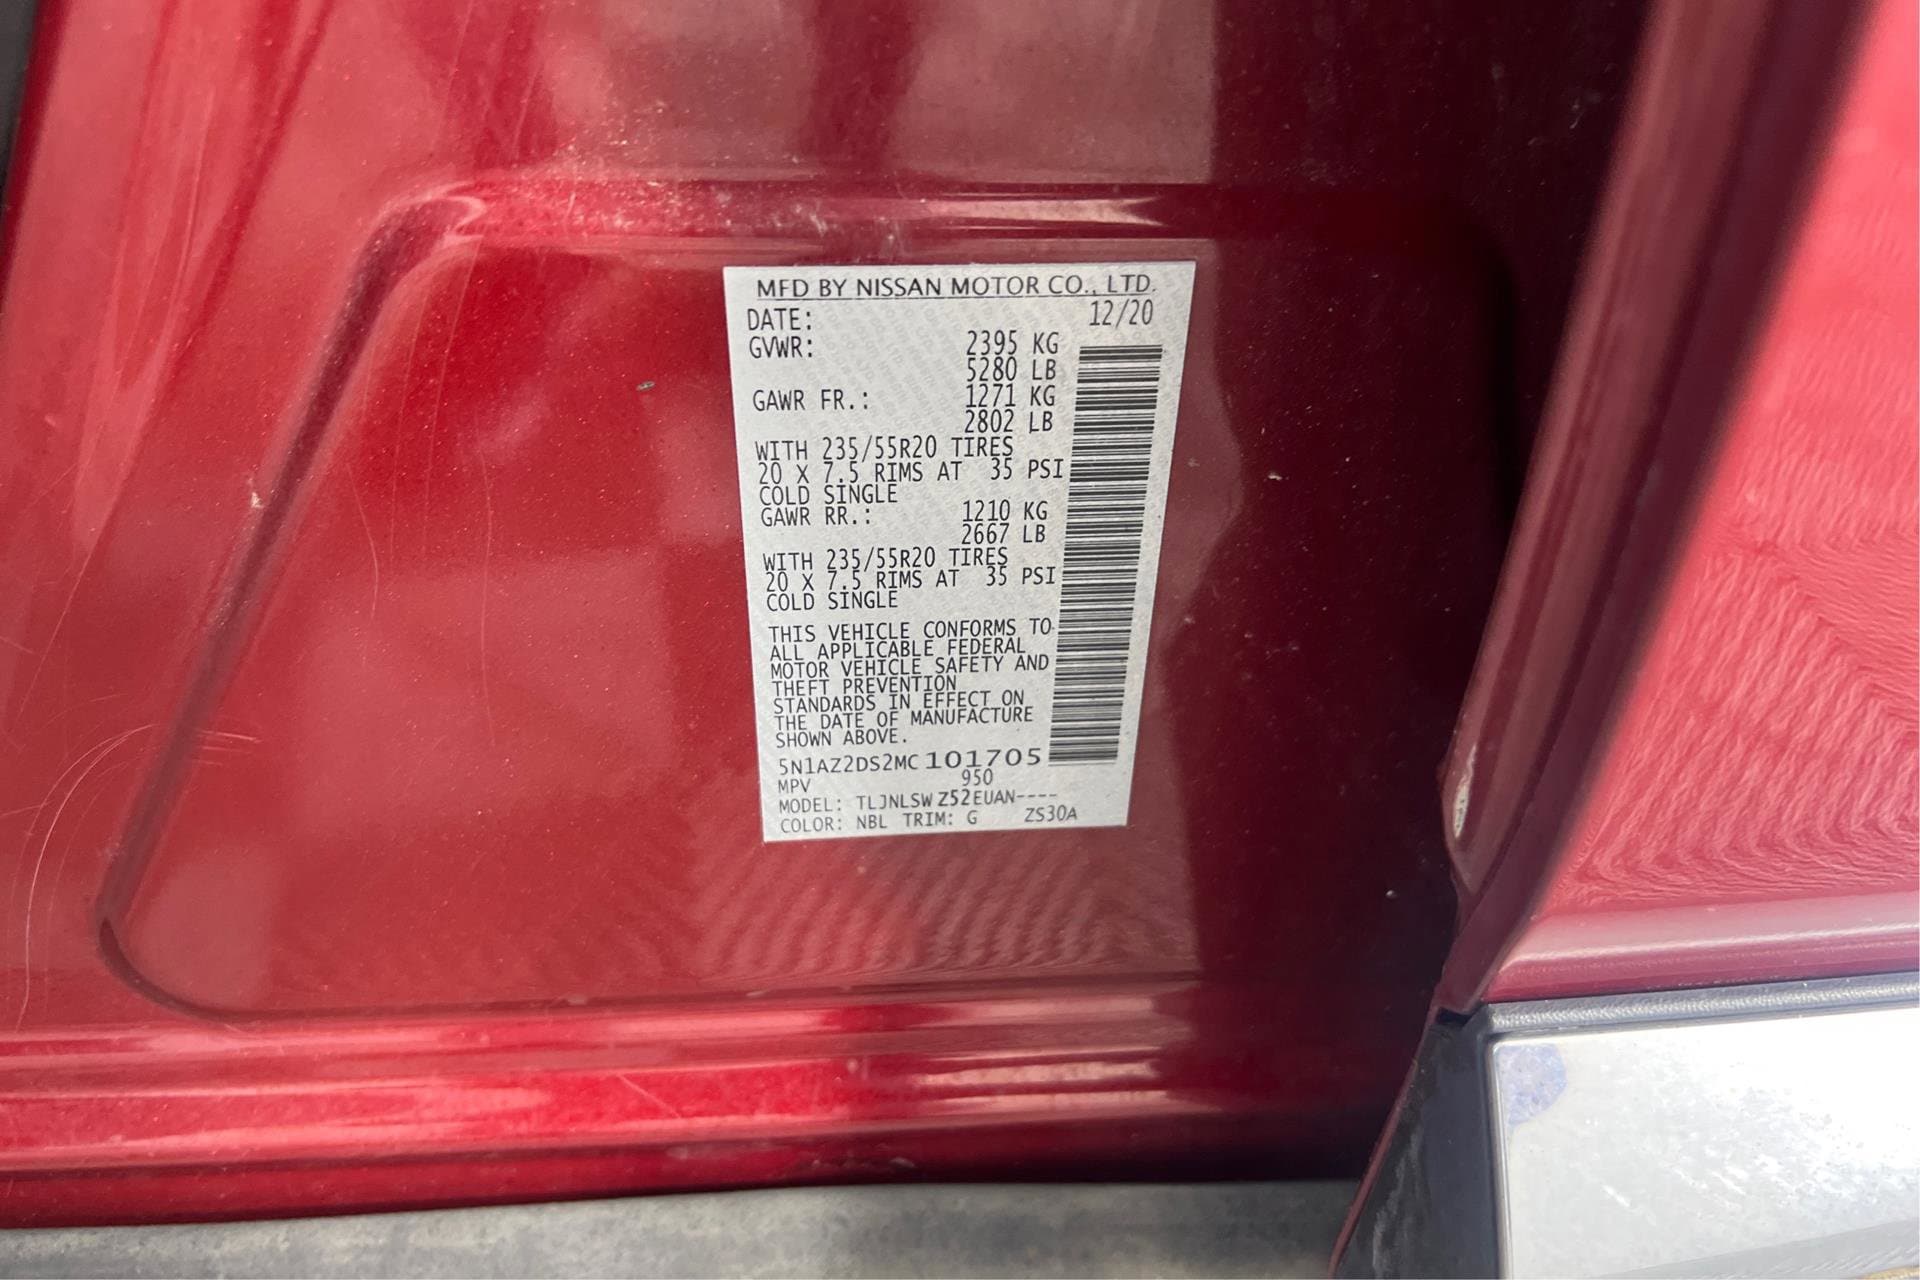 MFD BY NISSAN MOTOR CO., LTD.
DATE: 12/20
GVWR: 2395 KG
5280 LB
GAWR FR.: 1271 KG
2802 LB
WITH 235/55R20 TIRES
20 X 7.5 RIMS AT 35 PSI
COLD SINGLE
GAWR RR.: 1210 KG
2667 LB
WITH 235/55R20 TIRES
20 X 7.5 RIMS AT 35 PSI
COLD SINGLE
THIS VEHICLE CONFORMS TO
ALL APPLICABLE FEDERAL
MOTOR VEHICLE SAFETY AND
THEFT PREVENTION
STANDARDS IN EFFECT ON
THE DATE OF MANUFACTURE
SHOWN ABOVE.
5N1AZ2DS2MC101705
MPV 950
MODEL: TLJNLSWZ52EUAN----
COLOR: NBL TRIM: G ZS30A